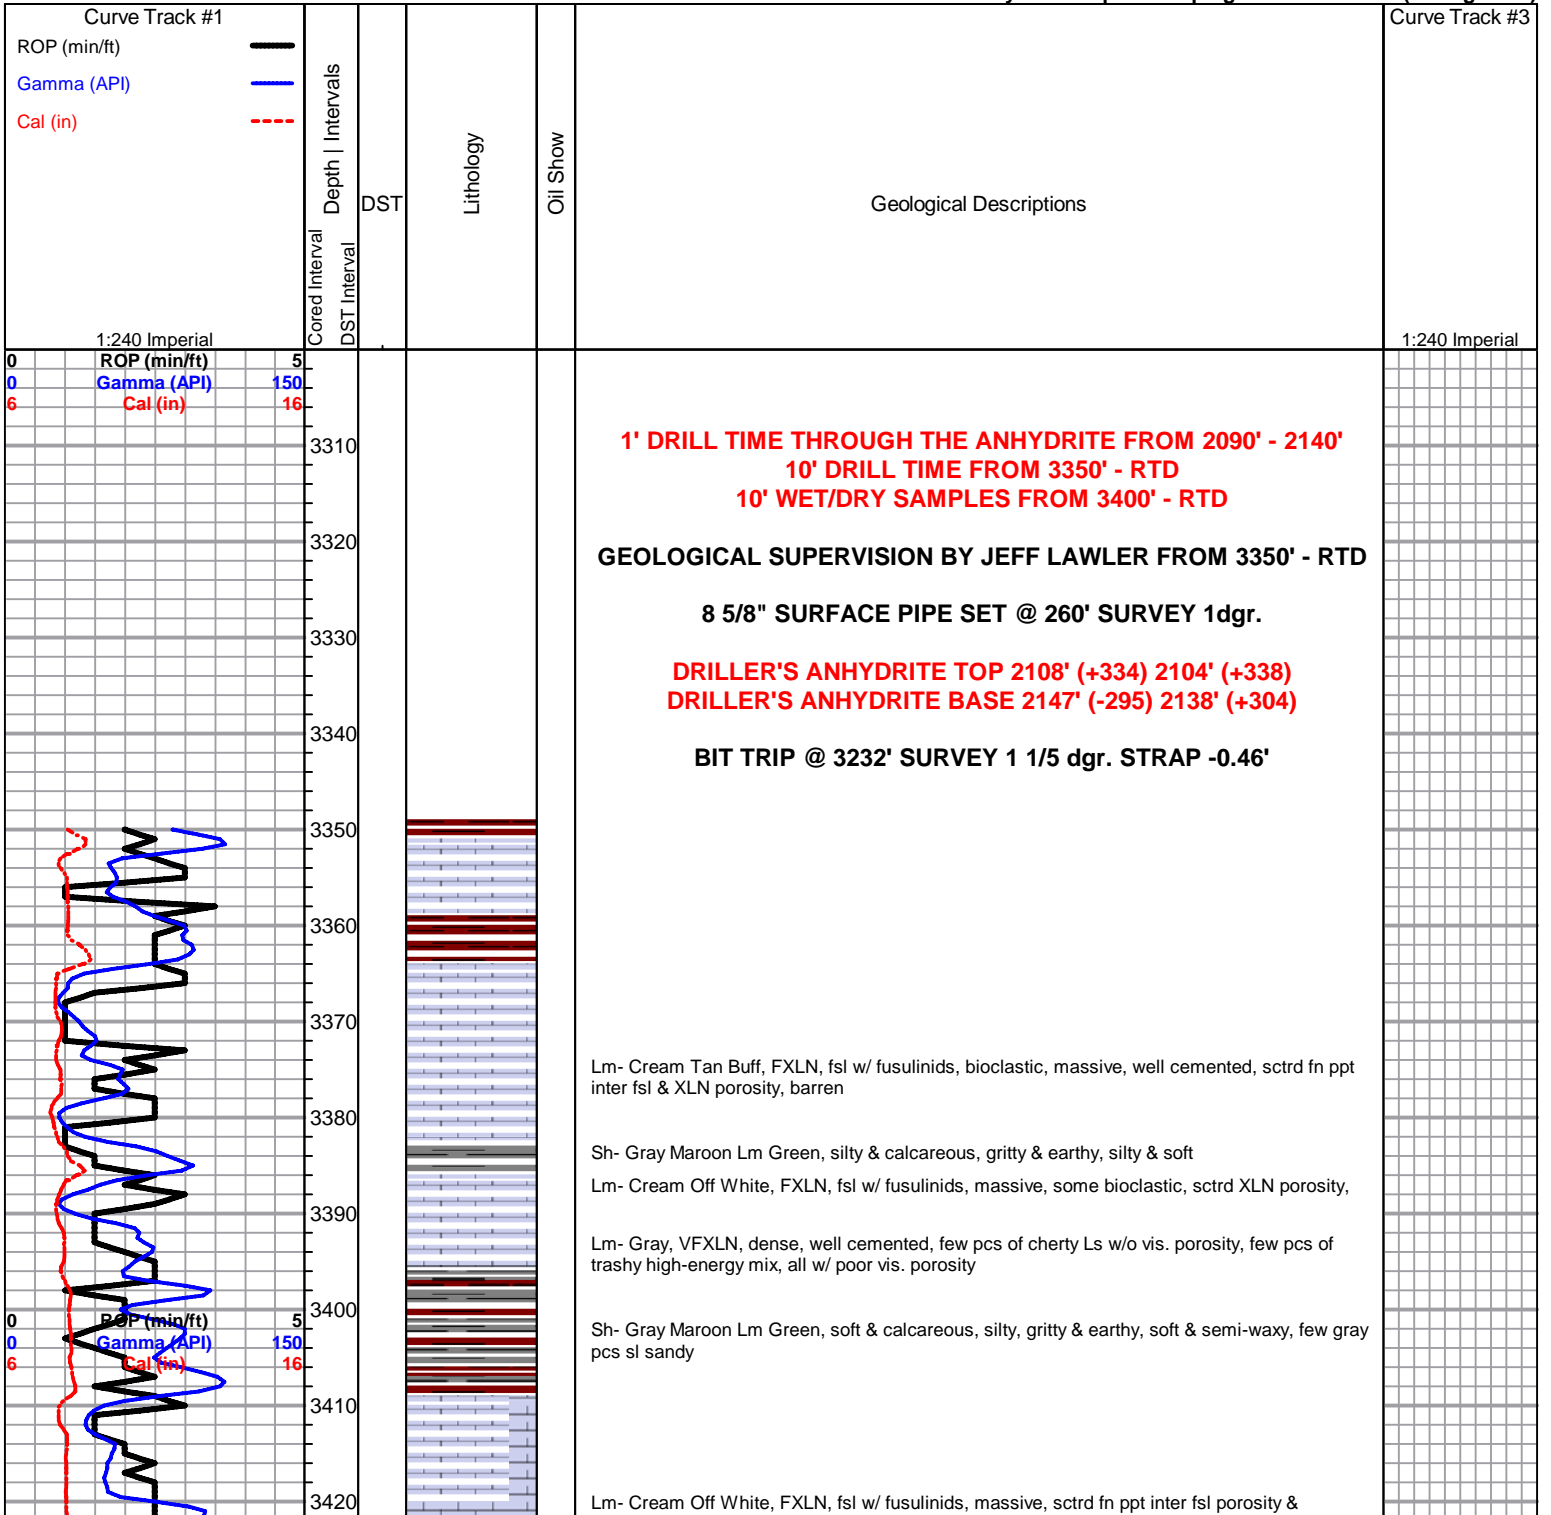 Curve Track #1
ROP (min/ft)
Gamma (API)
Cal (in)
1:240 Imperial
Depth | Intervals
Cored Interval
DST Interval
DST
Lithology
Oil Show
Geological Descriptions
Curve Track #3
1:240 Imperial
0 ROP (min/ft) 5
0 Gamma (API) 150
6 Cal (in) 16
3310
1' DRILL TIME THROUGH THE ANHYDRITE FROM 2090' - 2140'
10' DRILL TIME FROM 3350' - RTD
10' WET/DRY SAMPLES FROM 3400' - RTD
3320
GEOLOGICAL SUPERVISION BY JEFF LAWLER FROM 3350' - RTD
8 5/8" SURFACE PIPE SET @ 260' SURVEY 1dgr.
3330
DRILLER'S ANHYDRITE TOP 2108' (+334) 2104' (+338)
DRILLER'S ANHYDRITE BASE 2147' (-295) 2138' (+304)
3340
BIT TRIP @ 3232' SURVEY 1 1/5 dgr. STRAP -0.46'
3350
3360
3370
Lm- Cream Tan Buff, FXLN, fsl w/ fusulinids, bioclastic, massive, well cemented, sctrd fn ppt
inter fsl & XLN porosity, barren
3380
Sh- Gray Maroon Lm Green, silty & calcareous, gritty & earthy, silty & soft
Lm- Cream Off White, FXLN, fsl w/ fusulinids, massive, some bioclastic, sctrd XLN porosity,
3390
Lm- Gray, VFXLN, dense, well cemented, few pcs of cherty Ls w/o vis. porosity, few pcs of
trashy high-energy mix, all w/ poor vis. porosity
3400
0 ROP (min/ft) 5
0 Gamma (API) 150
6 Cal (in) 16
Sh- Gray Maroon Lm Green, soft & calcareous, silty, gritty & earthy, soft & semi-waxy, few gray
pcs sl sandy
3410
3420
Lm- Cream Off White, FXLN, fsl w/ fusulinids, massive, sctrd fn ppt inter fsl porosity &